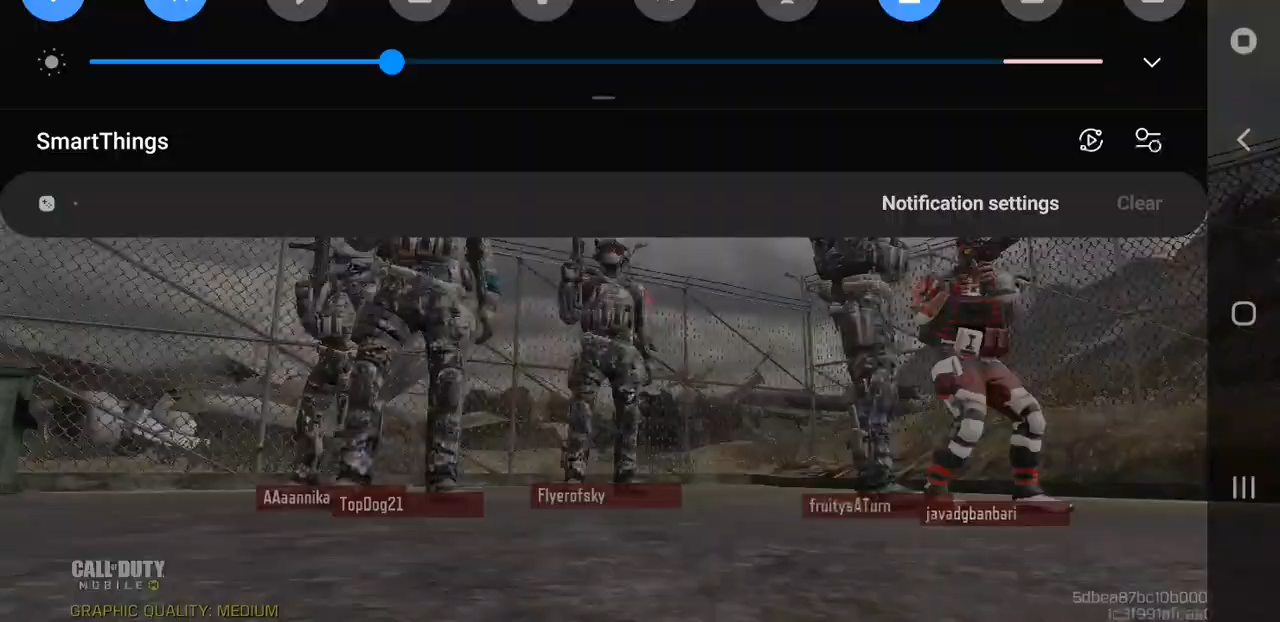 SmartThings
Notification settings
Clear
AAaannika
TopDog21
Flyerofsky
fruitysATurn
javadgbanbari
CALL OF DUTY
MOBILE
GRAPHIC QUALITY: MEDIUM
5dbea87bc10b000